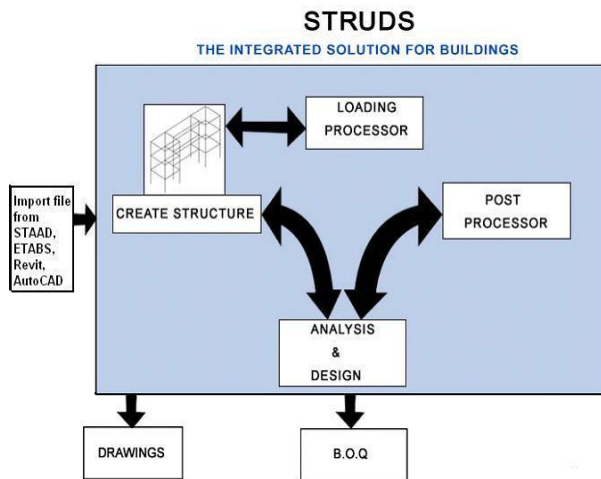 STRUDS
THE INTEGRATED SOLUTION FOR BUILDINGS
LOADING
PROCESSOR
CREATE STRUCTURE
POST
PROCESSOR
Import file
from
STAAD,
ETABS,
Revit,
AutoCAD
ANALYSIS
&
DESIGN
DRAWINGS
B.O.Q